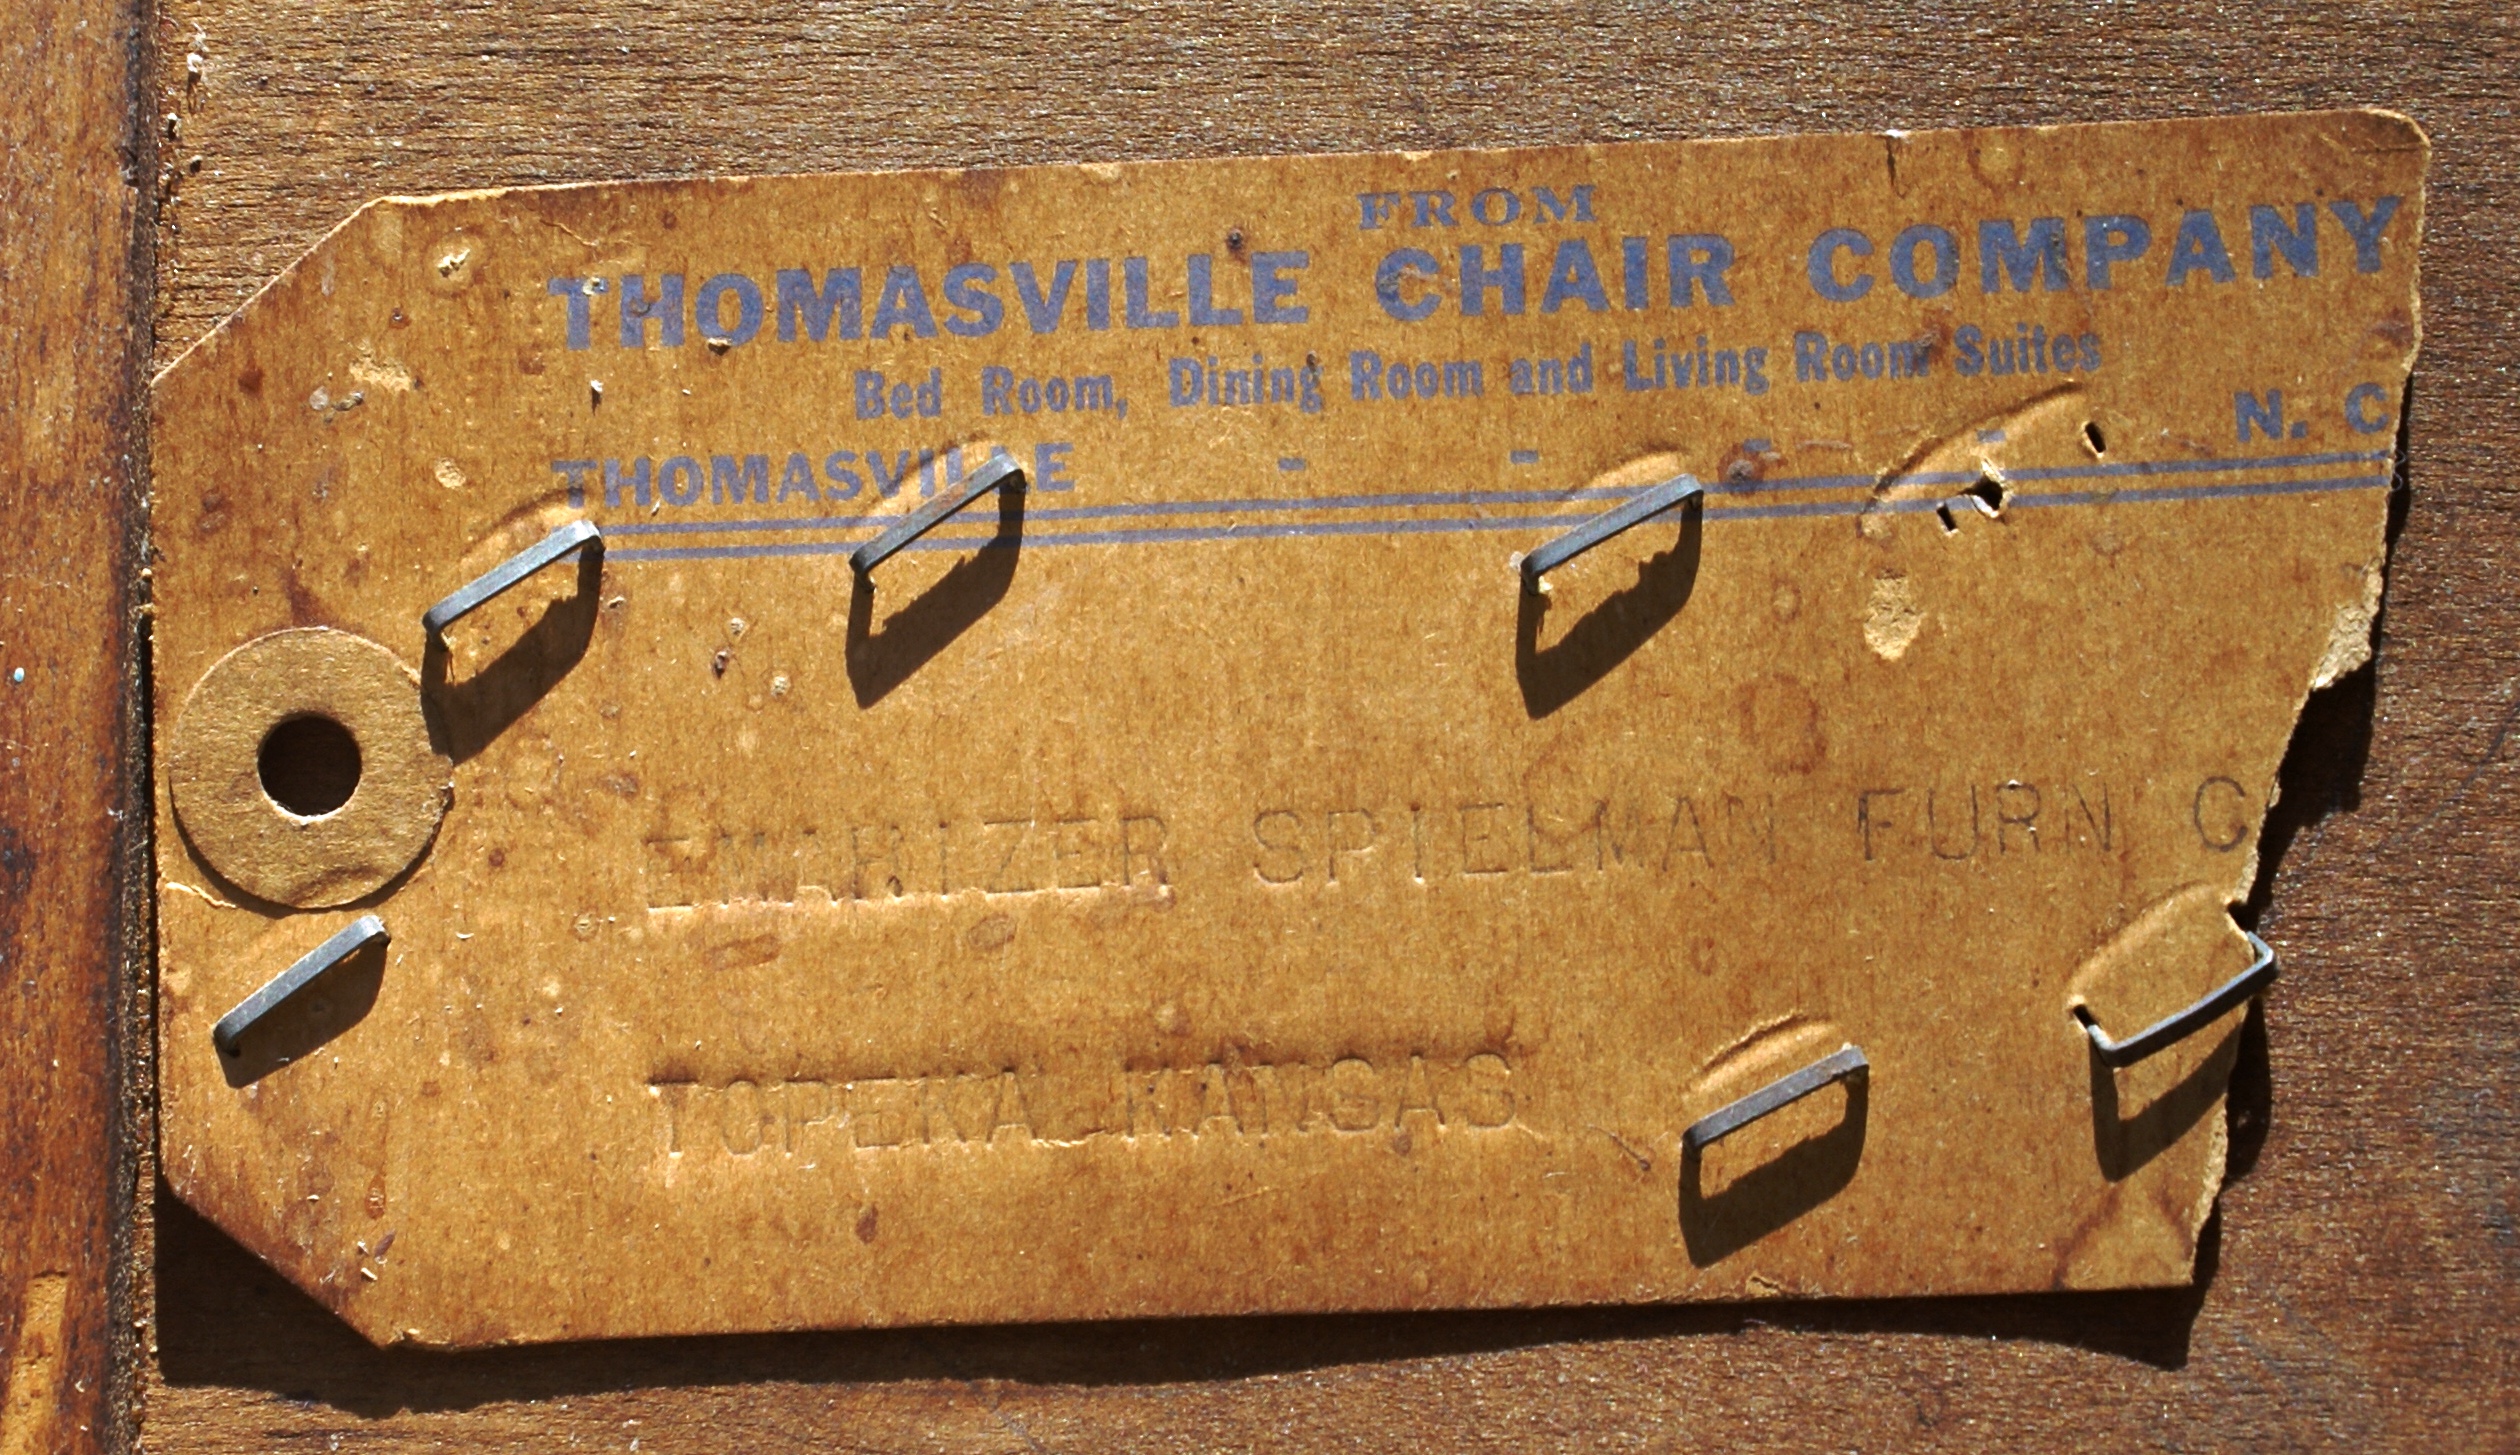 FROM
THOMASVILLE CHAIR COMPANY
Bed Room, Dining Room and Living Room Suites
THOMASVILLE - - - - N. C
SPIELMAN FURN C
TOPEKA KANSAS